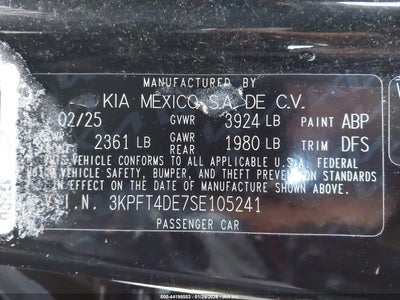 MANUFACTURED BY
KIA MEXICO, S.A. DE C.V.
02/25 GVWR 3924 LB PAINT ABP
2361 LB GAWR REAR 1980 LB TRIM DFS
THIS VEHICLE CONFORMS TO ALL APPLICABLE U.S.A. FEDERAL
MOTOR VEHICLE SAFETY, BUMPER, AND THEFT PREVENTION STANDARDS
IN EFFECT ON THE DATE OF MANUFACTURE SHOWN ABOVE.
V.I.N. 3KPFT4DE7SE105241
PASSENGER CAR